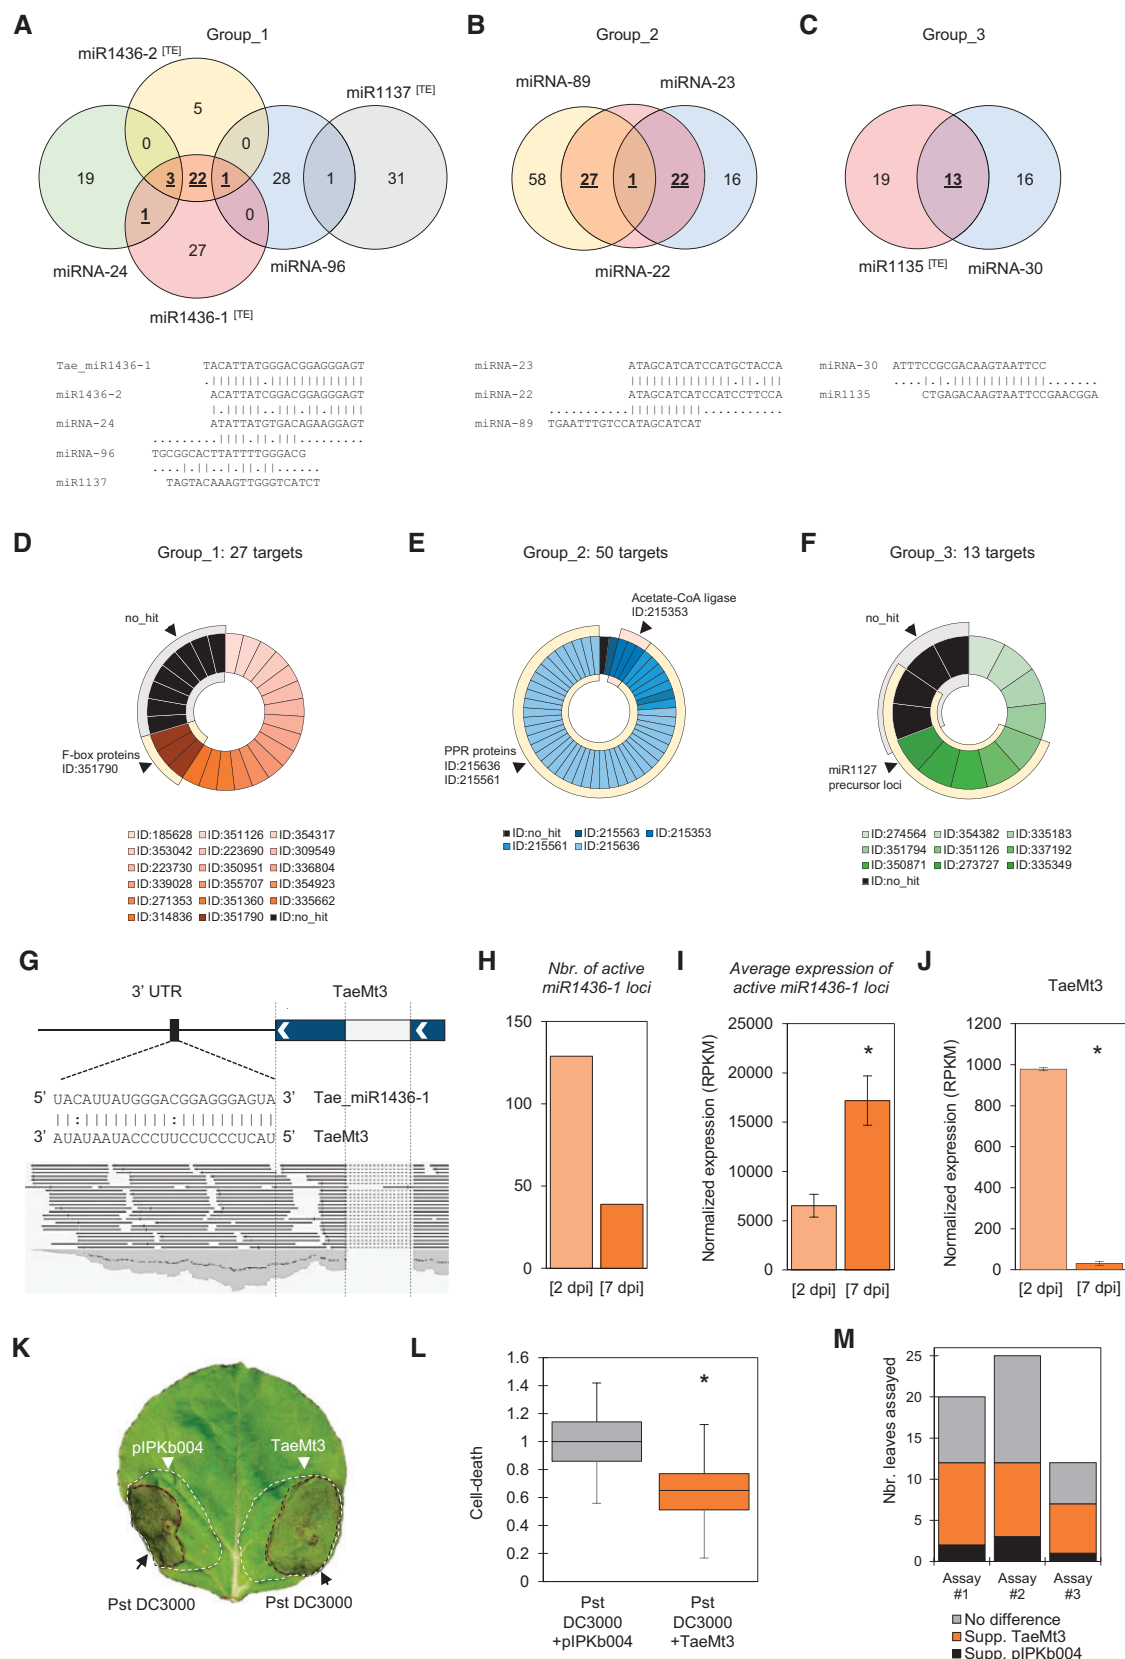 A
Group_1
miR1436-2 [TE]
miR1137 [TE]
5
0
0
19
3
22
1
28
1
31
1
0
27
miRNA-24
miRNA-96
miR1436-1 [TE]
B
Group_2
miRNA-89
miRNA-23
58
27
1
22
16
miRNA-22
C
Group_3
19
13
16
miR1135 [TE]
miRNA-30
Tae_miR1436-1 TACATTATGGGACGGAGGGAGT
miR1436-2 ACATTATCGGACGGAGGGAGT
miRNA-24 ATATTATGTGACAGAAGGAGT
miRNA-96 TGCGGCACTTATTTTGGGACG
miR1137 TAGTACAAAGTTGGGTCATCT
miRNA-23 ATAGCATCATCCATGCTACCA
miRNA-22 ATAGCATCATCCATCCTTCCA
miRNA-89 TGAATTTGTCCATAGCATCAT
miRNA-30 ATTTCCGCGACAAGTAATTCC
miR1135 CTGAGACAAGTAATTCCGAACGGA
D
Group_1: 27 targets
no_hit
F-box proteins
ID:351790
ID:185628 ID:351126 ID:354317
ID:353042 ID:223690 ID:309549
ID:223730 ID:350951 ID:336804
ID:339028 ID:355707 ID:354923
ID:271353 ID:351360 ID:335662
ID:314836 ID:351790 ID:no_hit
E
Group_2: 50 targets
Acetate-CoA ligase
ID:215353
PPR proteins
ID:215636
ID:215561
ID:no_hit ID:215563 ID:215353
ID:215561 ID:215636
F
Group_3: 13 targets
no_hit
miR1127
precursor loci
ID:274564 ID:354382 ID:335183
ID:351794 ID:351126 ID:337192
ID:350871 ID:273727 ID:335349
ID:no_hit
G
3' UTR
TaeMt3
5' UACAUUAUGGGACGGAGGGAGUA 3' Tae_miR1436-1
3' AUAUAAUACCCUUCCUCCCUCAU 5' TaeMt3
H
Nbr. of active
miR1436-1 loci
150
100
50
0
[2 dpi] [7 dpi]
I
Average expression of
active miR1436-1 loci
Normalized expression (RPKM)
25000
20000
15000
10000
5000
0
*
[2 dpi] [7 dpi]
J
TaeMt3
Normalized expression (RPKM)
1200
1000
800
600
400
200
0
*
[2 dpi] [7 dpi]
K
pIPKb004
TaeMt3
Pst DC3000
Pst DC3000
L
Cell-death
1.6
1.4
1.2
1
0.8
0.6
0.4
0.2
0
*
Pst
DC3000
+pIPKb004
Pst
DC3000
+TaeMt3
M
Nbr. leaves assayed
25
20
15
10
5
0
Assay
#1
Assay
#2
Assay
#3
No difference
Supp. TaeMt3
Supp. pIPKb004